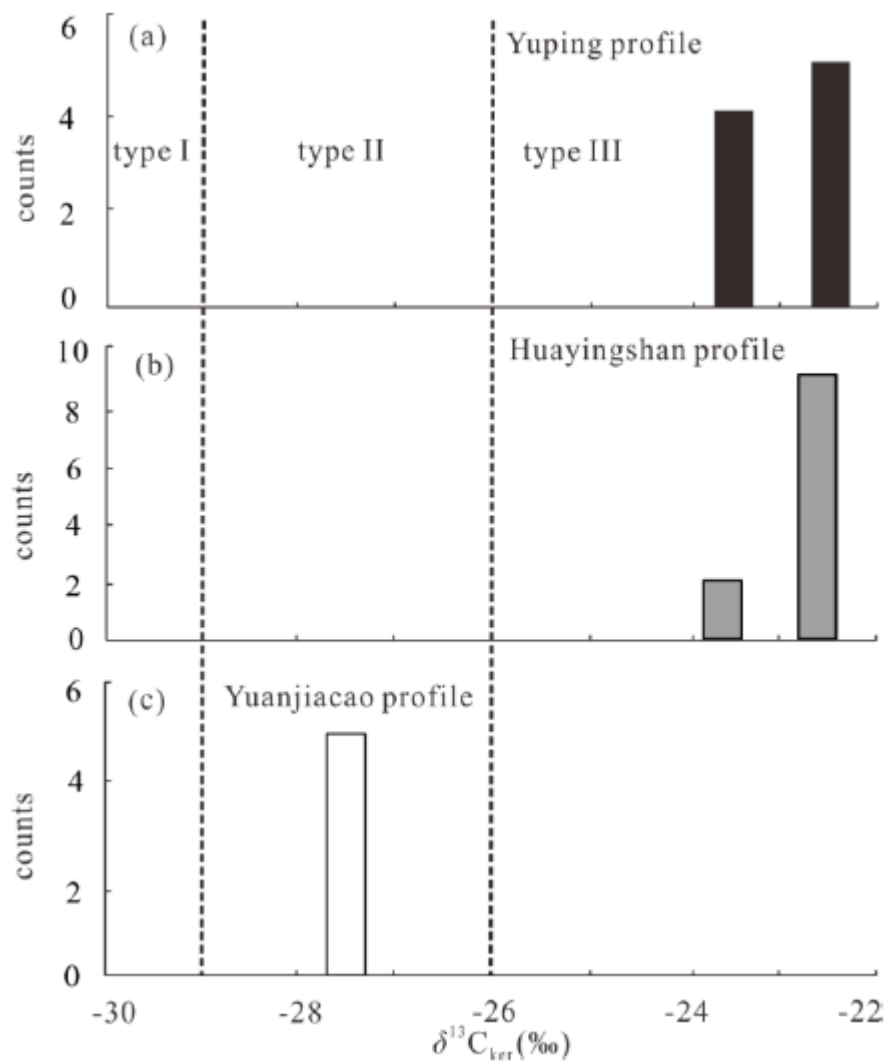 6
(a)
Yuping profile
4
type I
type II
type III
counts
2
0
10
(b)
Huayingshan profile
8
6
counts
4
2
0
6
(c)
Yuanjiacao profile
4
counts
2
0
-30
-28
-26
-24
-22
δ¹³Cₖₑᵣ(‰)